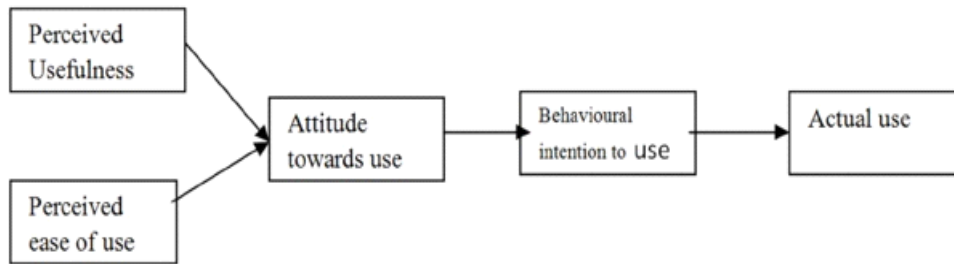 Perceived
Usefulness
Perceived
ease of use
Attitude
towards use
Behavioural
intention to use
Actual use